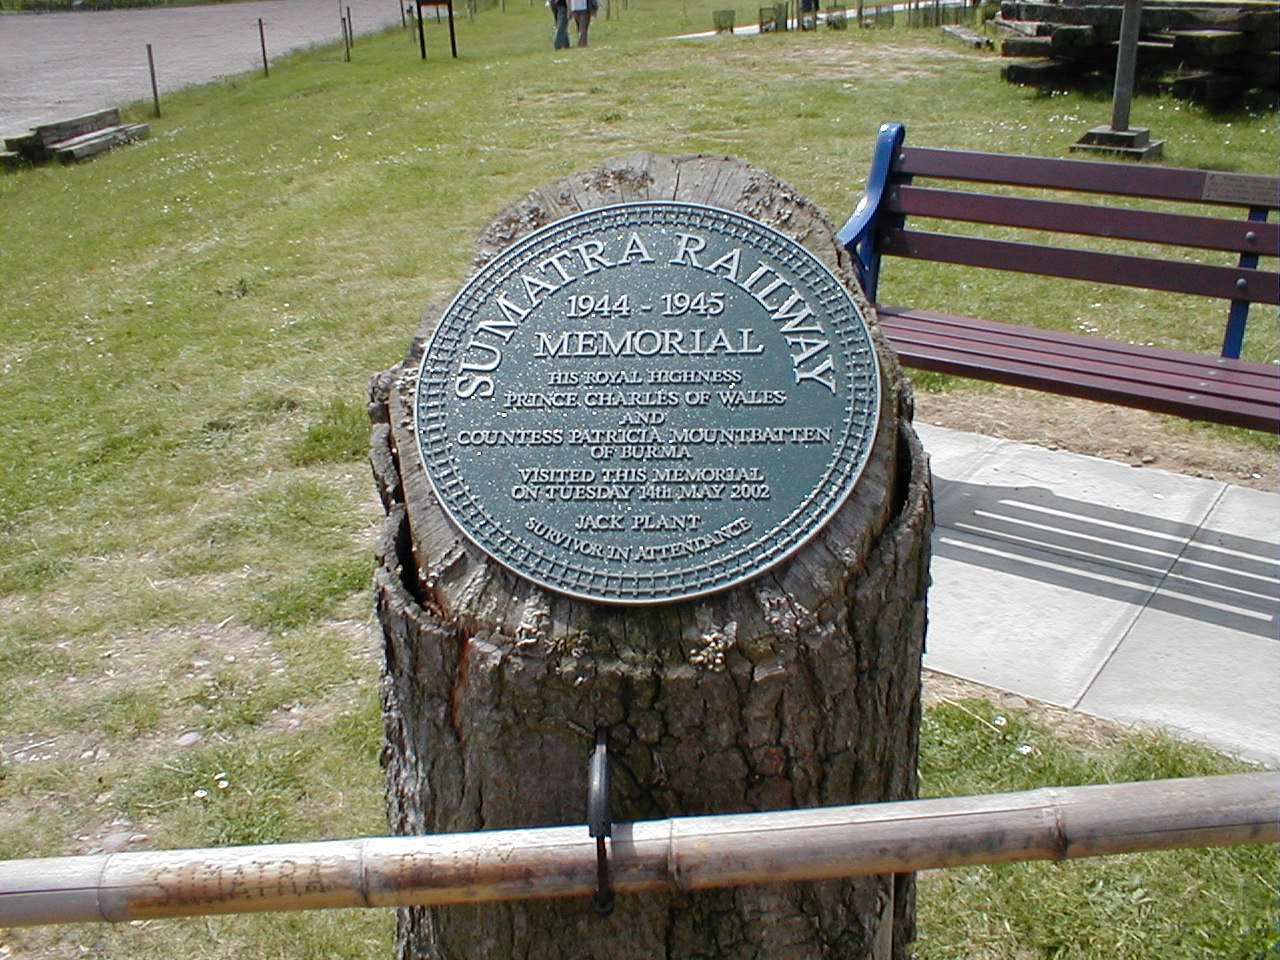 SUMATRA RAILWAY
1944 - 1945
MEMORIAL
HIS ROYAL HIGHNESS
PRINCE CHARLES OF WALES
AND
COUNTESS PATRICIA MOUNTBATTEN
OF BURMA
VISITED THIS MEMORIAL
ON TUESDAY 14th MAY 2002
JACK PLANT
SURVIVOR IN ATTENDANCE
SUMATRA RLWY